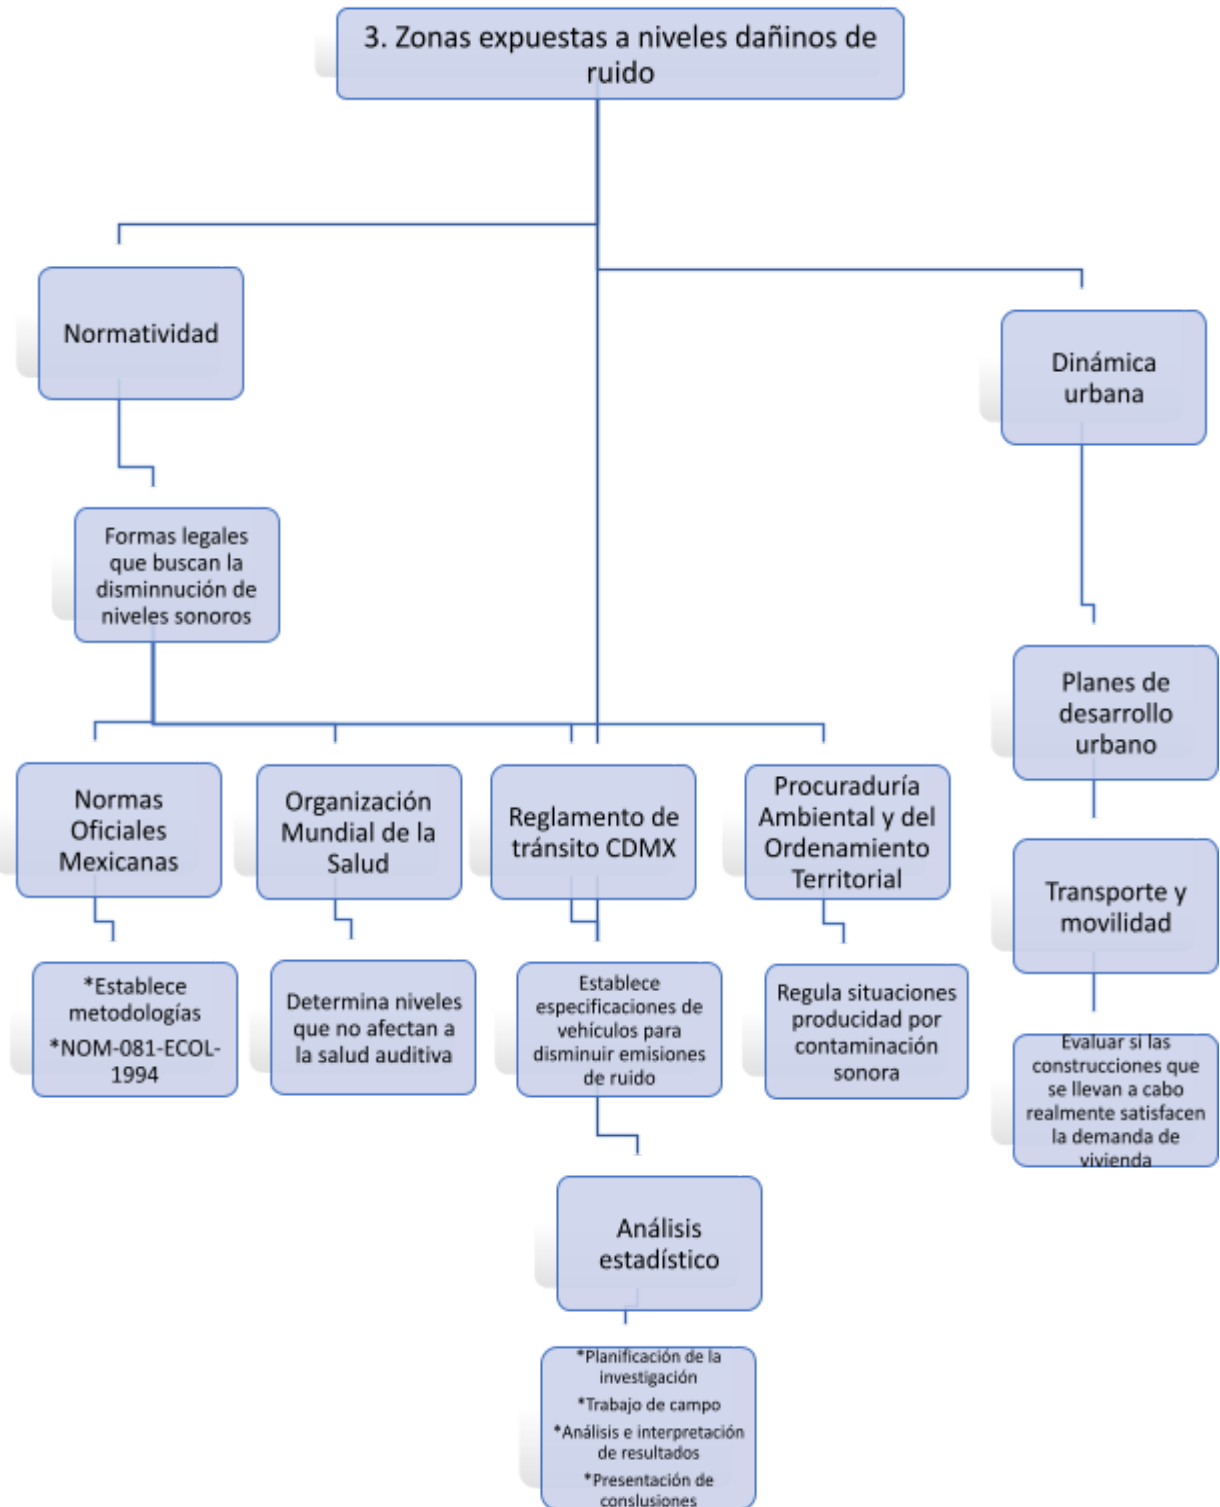 3. Zonas expuestas a niveles dañinos de
ruido
Normatividad
Dinámica
urbana
Formas legales
que buscan la
disminnución de
niveles sonoros
Planes de
desarrollo
urbano
Normas
Oficiales
Mexicanas
Organización
Mundial de la
Salud
Reglamento de
tránsito CDMX
Procuraduría
Ambiental y del
Ordenamiento
Territorial
Transporte y
movilidad
*Establece
metodologías
*NOM-081-ECOL-
1994
Determina niveles
que no afectan a
la salud auditiva
Establece
especificaciones de
vehículos para
disminuir emisiones
de ruido
Regula situaciones
producidad por
contaminación
sonora
Evaluar si las
construcciones que
se llevan a cabo
realmente satisfacen
la demanda de
vivienda
Análisis
estadístico
*Planificación de la
investigación
*Trabajo de campo
*Análisis e interpretación
de resultados
*Presentación de
conslusiones